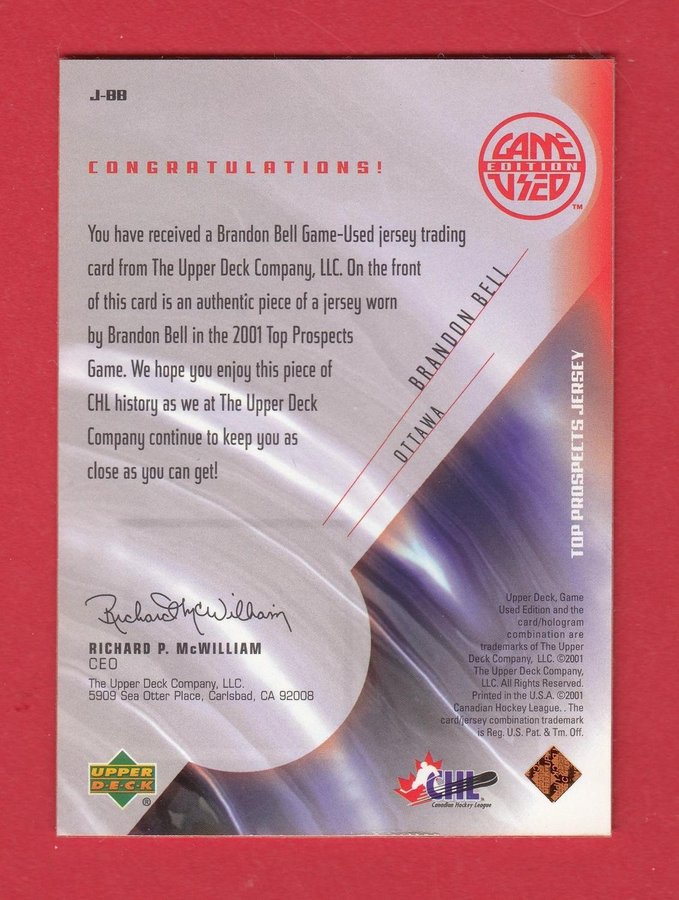 J-BB
GAME
EDITION
USED
TM
CONGRATULATIONS!
You have received a Brandon Bell Game-Used jersey trading
card from The Upper Deck Company, LLC. On the front
of this card is an authentic piece of a jersey worn
by Brandon Bell in the 2001 Top Prospects
Game. We hope you enjoy this piece of
CHL history as we at The Upper Deck
Company continue to keep you as
close as you can get!
BRANDON BELL
OTTAWA
TOP PROSPECTS JERSEY
Richard McWilliam
RICHARD P. McWILLIAM
CEO
The Upper Deck Company, LLC.
5909 Sea Otter Place, Carlsbad, CA 92008
Upper Deck, Game
Used Edition and the
card/hologram
combination are
trademarks of The Upper
Deck Company, LLC. ©2001
The Upper Deck Company,
LLC. All Rights Reserved.
Printed in the U.S.A. ©2001
Canadian Hockey League. . The
card/jersey combination trademark
is Reg. U.S. Pat. & Tm. Off.
UPPER
DECK
®
CHL
Canadian Hockey League